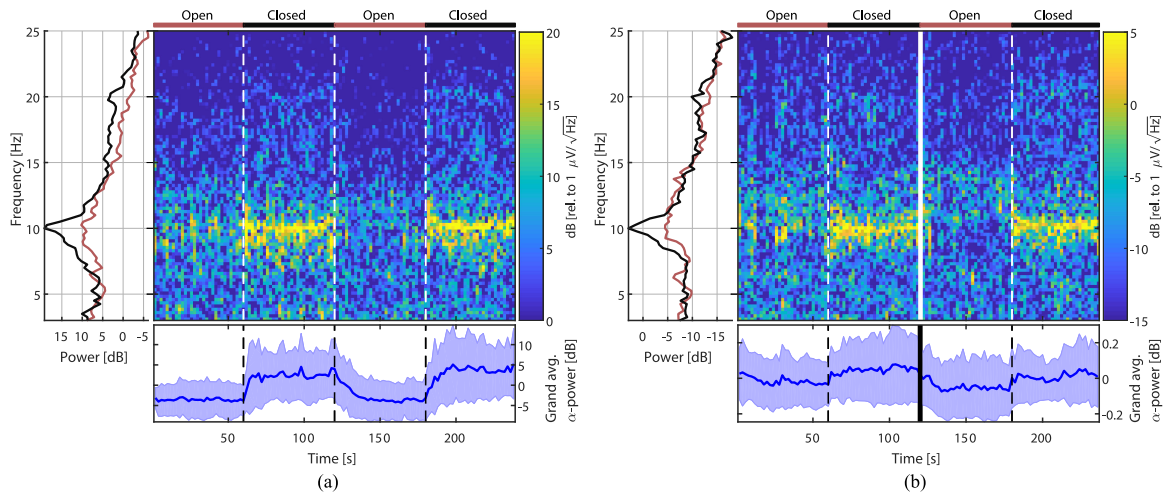 Open Closed Open Closed
25
20
15
10
5
Frequency [Hz]
15 10 5 0 -5
Power [dB]
20
15
10
5
0
dB [rel. to 1 µV/√Hz]
10
5
0
-5
Grand avg.
α-power [dB]
50 100 150 200
Time [s]
(a)
Open Closed Open Closed
25
20
15
10
5
Frequency [Hz]
0 -5 -10 -15
Power [dB]
5
0
-5
-10
-15
dB [rel. to 1 µV/√Hz]
0.2
0
-0.2
Grand avg.
α-power [dB]
50 100 150 200
Time [s]
(b)